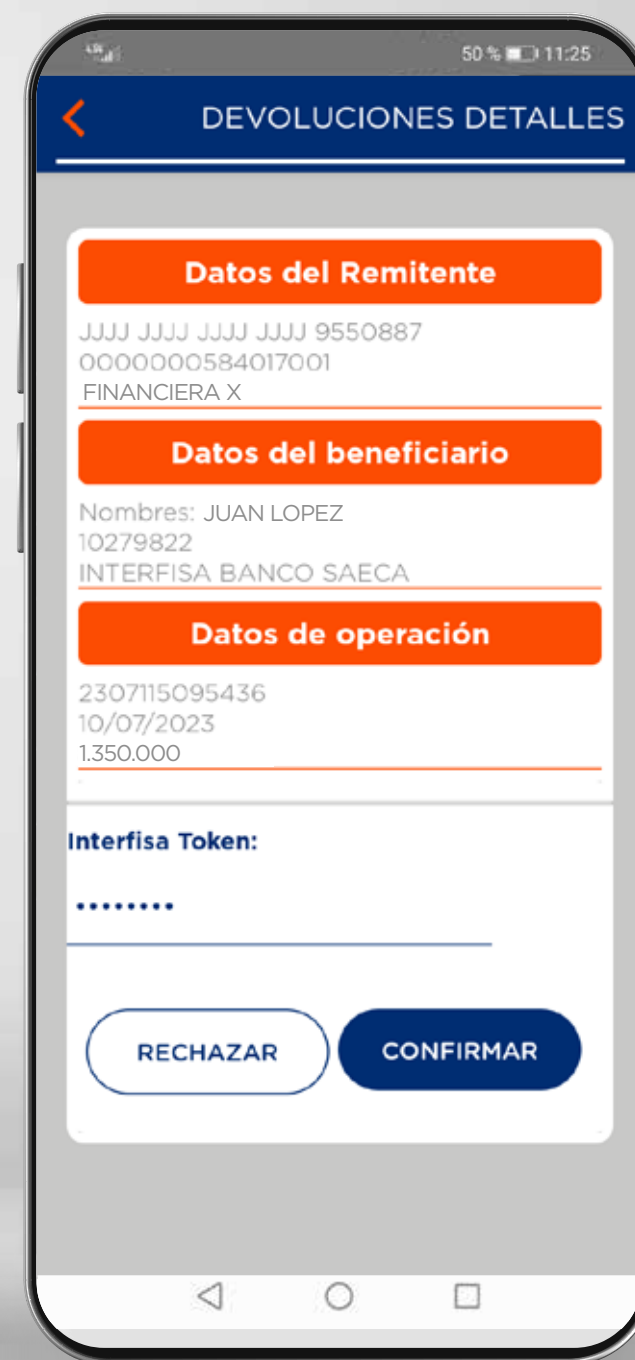 50 % 11:25
DEVOLUCIONES DETALLES
Datos del Remitente
JJJJ JJJJ JJJJ JJJJ 9550887
0000000584017001
FINANCIERA X
Datos del beneficiario
Nombres: JUAN LOPEZ
10279822
INTERFISA BANCO SAECA
Datos de operación
2307115095436
10/07/2023
1.350.000
Interfisa Token:
••••••••
RECHAZAR
CONFIRMAR